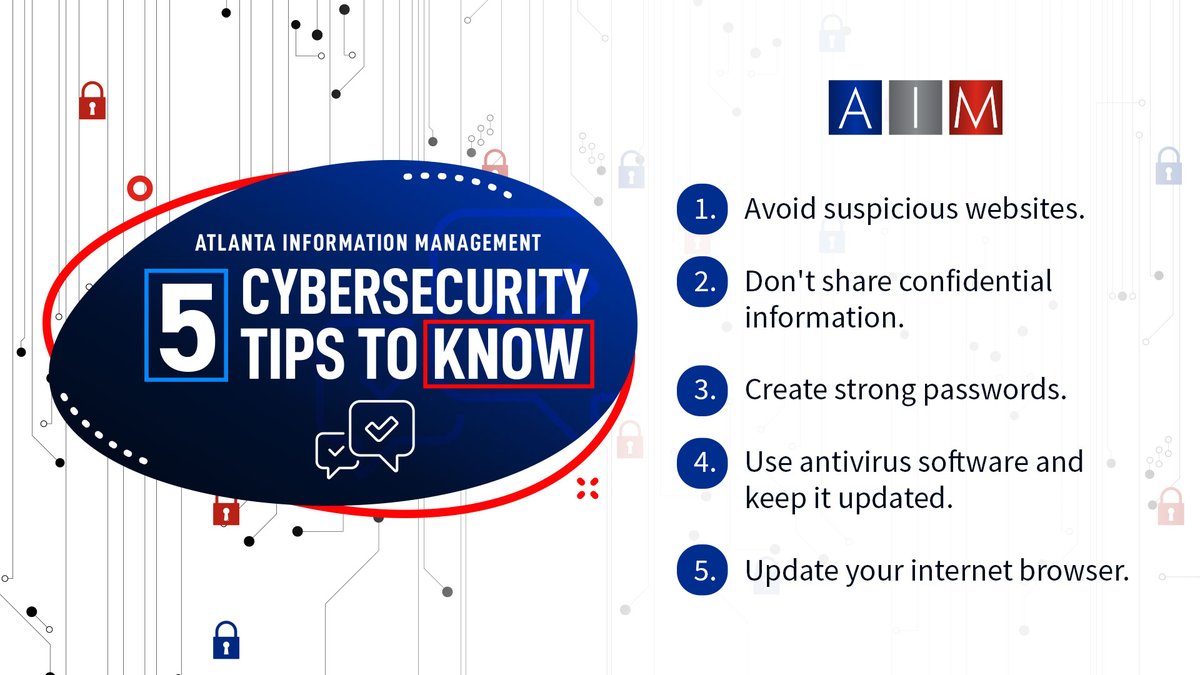 ATLANTA INFORMATION MANAGEMENT
5 CYBERSECURITY
TIPS TO KNOW
AIM
1. Avoid suspicious websites.
2. Don't share confidential
information.
3. Create strong passwords.
4. Use antivirus software and
keep it updated.
5. Update your internet browser.